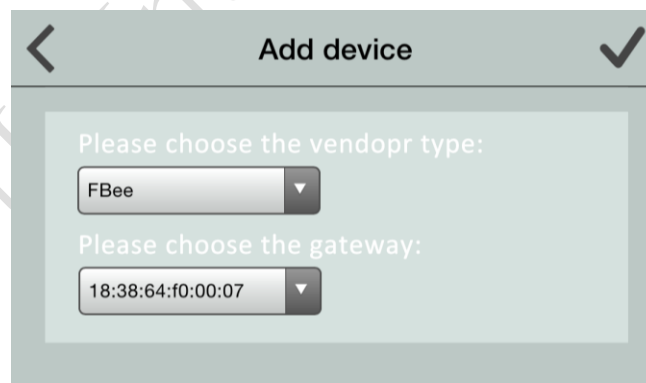 Add device
Please choose the vendopr type:
FBee
Please choose the gateway:
18:38:64:f0:00:07